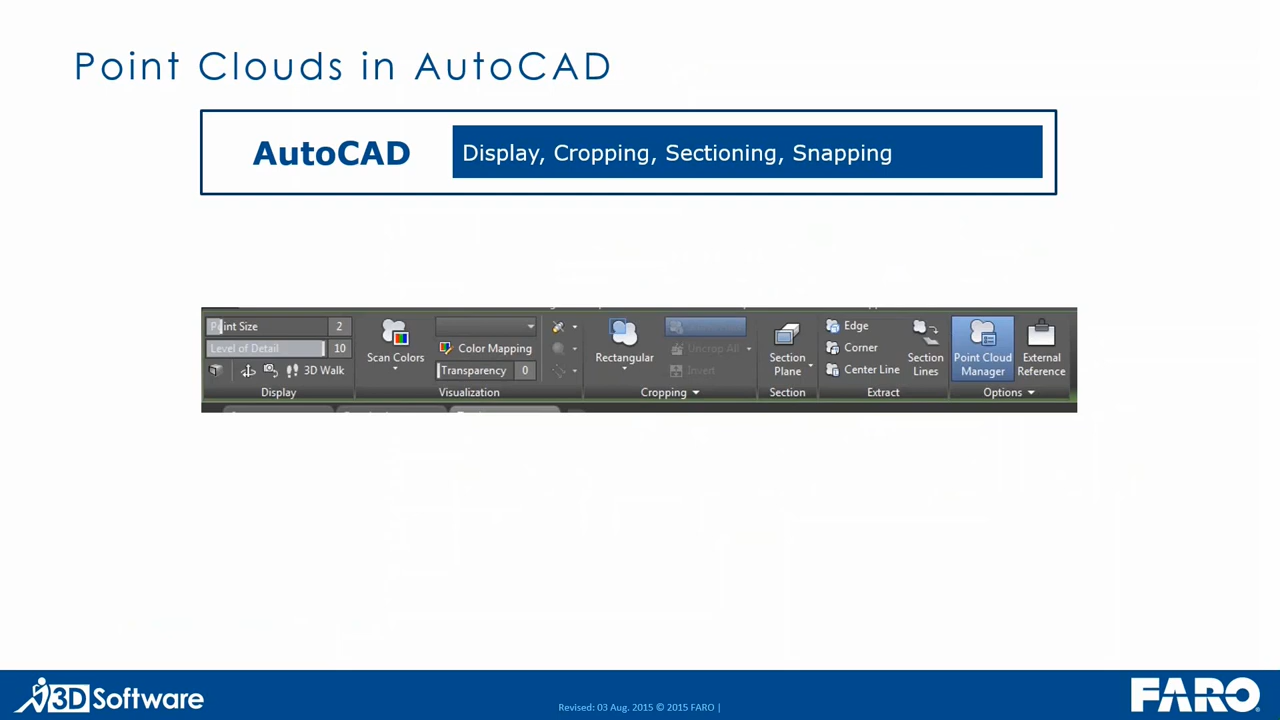 Point Clouds in AutoCAD
AutoCAD
Display, Cropping, Sectioning, Snapping
Point Size 2
Level of Detail 10
3D Walk
Display
Scan Colors
Color Mapping
Transparency 0
Visualization
Rectangular
Uncrop All
Invert
Cropping
Section
Plane
Section
Edge
Corner
Center Line
Section
Lines
Extract
Point Cloud
Manager
External
Reference
Options
3D Software
Revised: 03 Aug. 2015 © 2015 FARO |
FARO